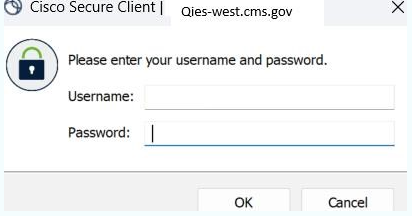 Cisco Secure Client | Qies-west.cms.gov
Please enter your username and password.
Username:
Password:
OK Cancel